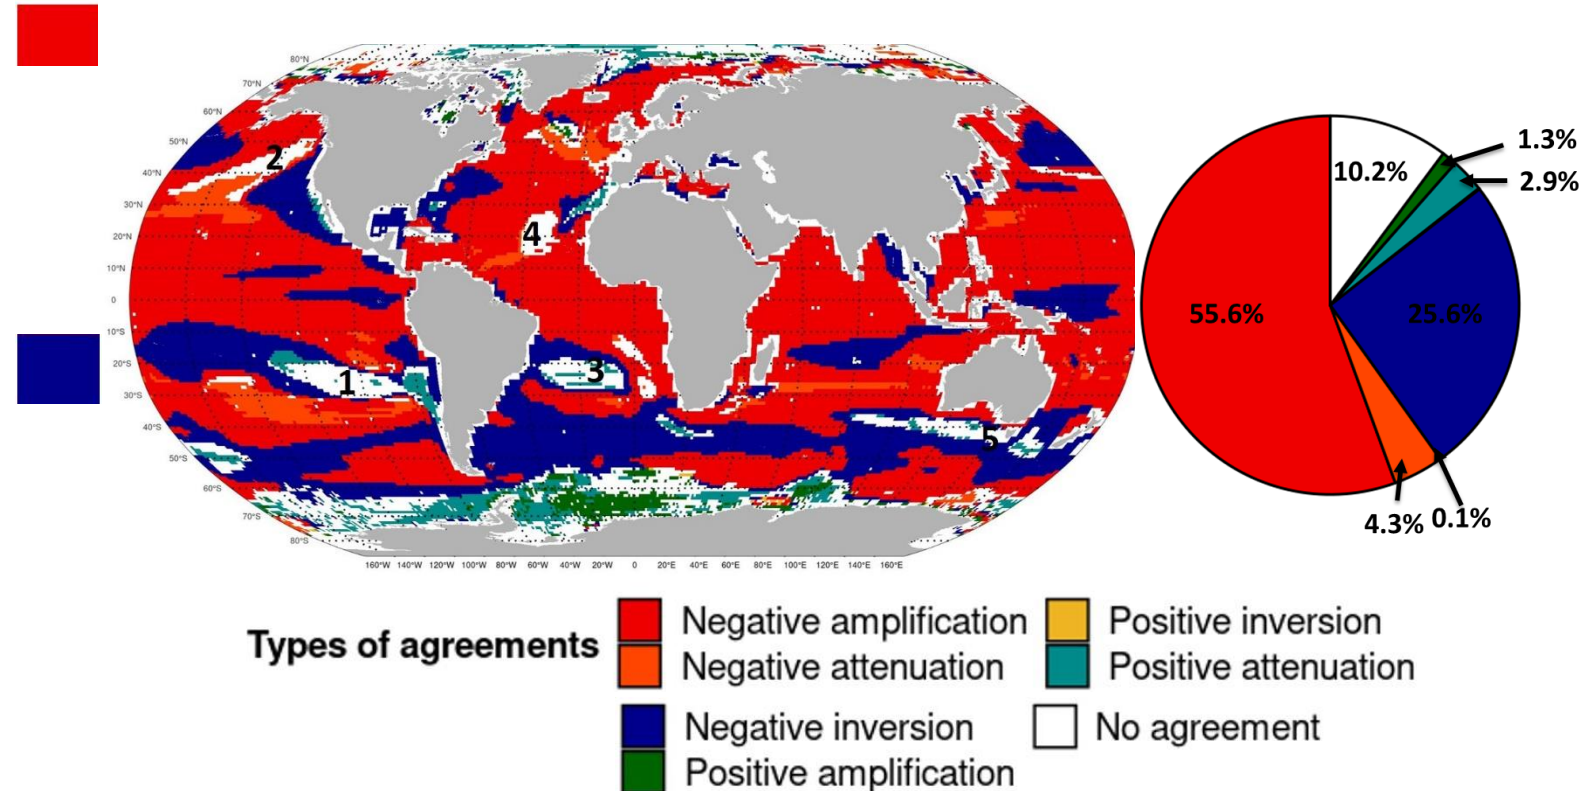 80°N
70°N
60°N
50°N
40°N
30°N
20°N
10°N
0
10°S
20°S
30°S
40°S
50°S
60°S
70°S
80°S
2
4
1
3
5
160°W 140°W 120°W 100°W 80°W 60°W 40°W 20°W 0 20°E 40°E 60°E 80°E 100°E 120°E 140°E 160°E
1.3%
10.2%
2.9%
55.6%
25.6%
4.3%
0.1%
Types of agreements
Negative amplification
Negative attenuation
Negative inversion
Positive amplification
Positive inversion
Positive attenuation
No agreement